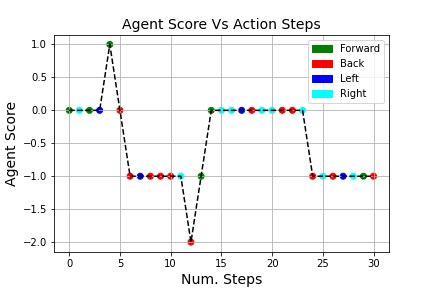 Agent Score Vs Action Steps
1.0
0.5
0.0
−0.5
−1.0
−1.5
−2.0
Agent Score
Forward
Back
Left
Right
0 5 10 15 20 25 30
Num. Steps